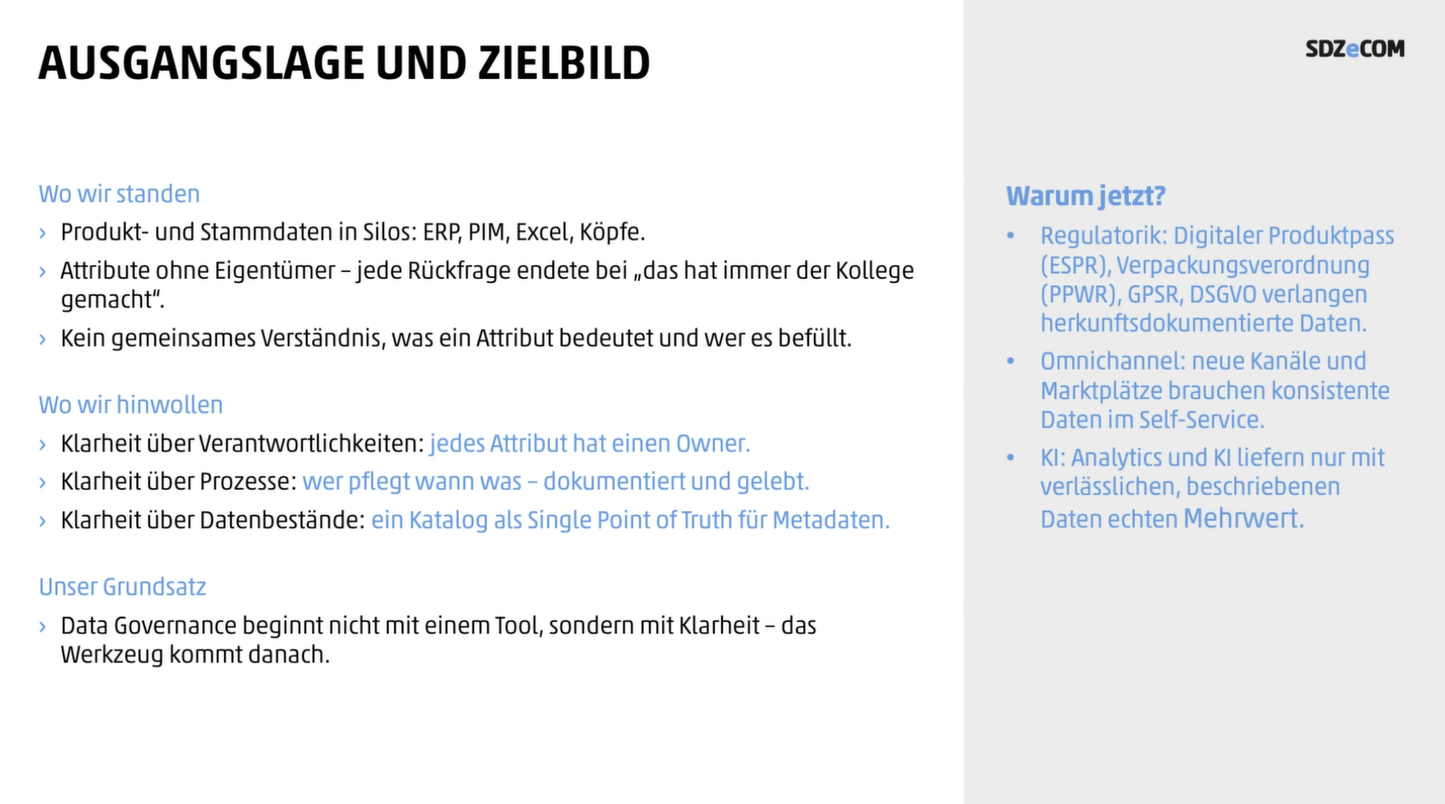 AUSGANGSLAGE UND ZIELBILD
SDZeCOM
Wo wir standen
› Produkt- und Stammdaten in Silos: ERP, PIM, Excel, Köpfe.
› Attribute ohne Eigentümer – jede Rückfrage endete bei „das hat immer der Kollege
gemacht“.
› Kein gemeinsames Verständnis, was ein Attribut bedeutet und wer es befüllt.
Wo wir hinwollen
› Klarheit über Verantwortlichkeiten: jedes Attribut hat einen Owner.
› Klarheit über Prozesse: wer pflegt wann was – dokumentiert und gelebt.
› Klarheit über Datenbestände: ein Katalog als Single Point of Truth für Metadaten.
Unser Grundsatz
› Data Governance beginnt nicht mit einem Tool, sondern mit Klarheit – das
Werkzeug kommt danach.
Warum jetzt?
• Regulatorik: Digitaler Produktpass
(ESPR), Verpackungsverordnung
(PPWR), GPSR, DSGVO verlangen
herkunftsdokumentierte Daten.
• Omnichannel: neue Kanäle und
Marktplätze brauchen konsistente
Daten im Self-Service.
• KI: Analytics und KI liefern nur mit
verlässlichen, beschriebenen
Daten echten Mehrwert.